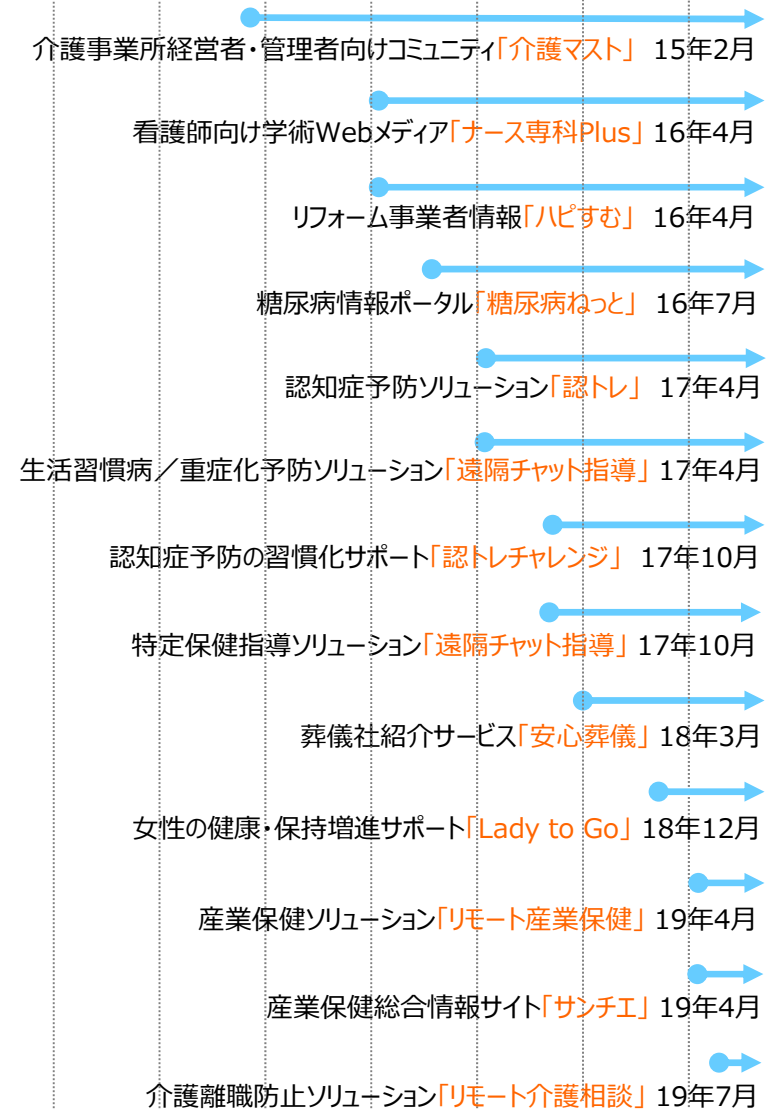 介護事業所経営者・管理者向けコミュニティ「介護マスト」 15年2月
看護師向け学術Webメディア「ナース専科Plus」 16年4月
リフォーム事業者情報「ハピすむ」 16年4月
糖尿病情報ポータル「糖尿病ねっと」 16年7月
認知症予防ソリューション「認トレ」 17年4月
生活習慣病／重症化予防ソリューション「遠隔チャット指導」 17年4月
認知症予防の習慣化サポート「認トレチャレンジ」 17年10月
特定保健指導ソリューション「遠隔チャット指導」 17年10月
葬儀社紹介サービス「安心葬儀」 18年3月
女性の健康・保持増進サポート「Lady to Go」 18年12月
産業保健ソリューション「リモート産業保健」 19年4月
産業保健総合情報サイト「サンチエ」 19年4月
介護離職防止ソリューション「リモート介護相談」 19年7月